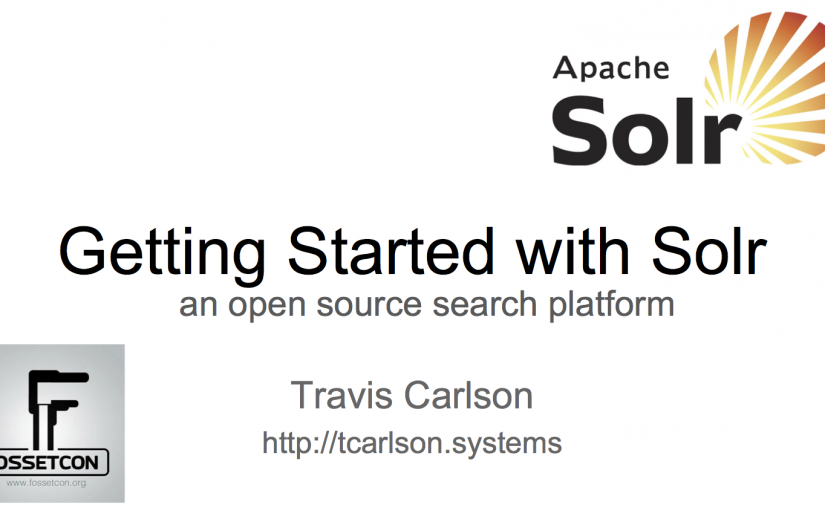 Apache
Solr
Getting Started with Solr
an open source search platform
Travis Carlson
http://tcarlson.systems
OSSETCON
www.fossetcon.org